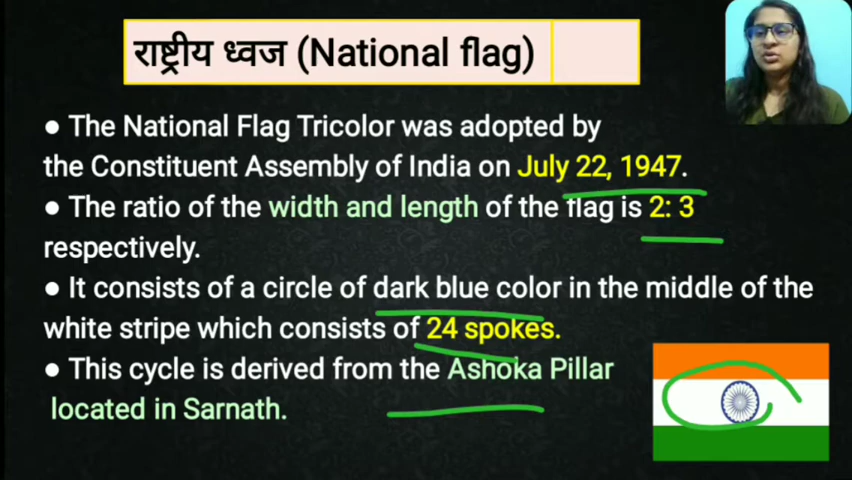 राष्ट्रीय ध्वज (National flag)
● The National Flag Tricolor was adopted by
the Constituent Assembly of India on July 22, 1947.
● The ratio of the width and length of the flag is 2: 3
respectively.
● It consists of a circle of dark blue color in the middle of the
white stripe which consists of 24 spokes.
● This cycle is derived from the Ashoka Pillar
located in Sarnath.